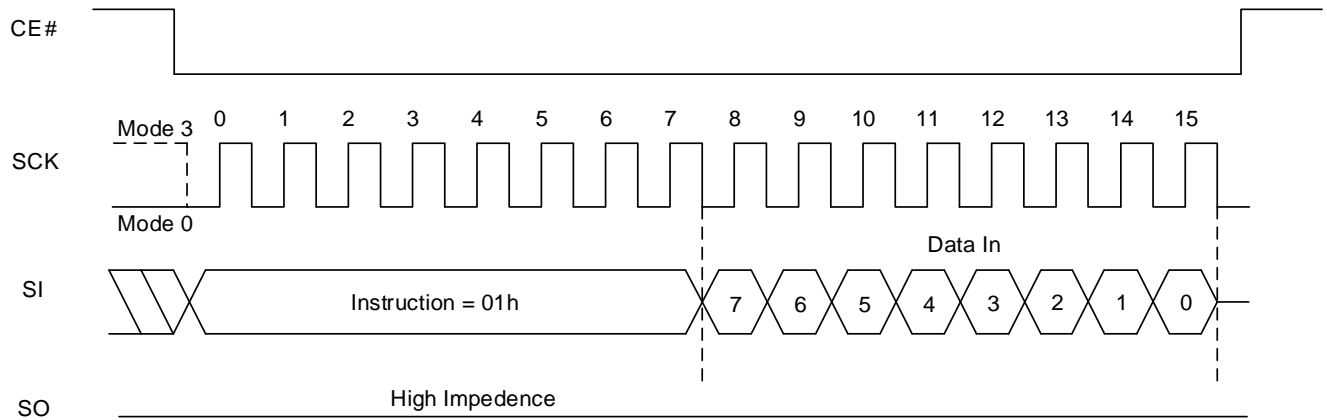 CE#
Mode 3 0 1 2 3 4 5 6 7 8 9 10 11 12 13 14 15
SCK
Mode 0
Data In
SI Instruction = 01h 7 6 5 4 3 2 1 0
High Impedence
SO